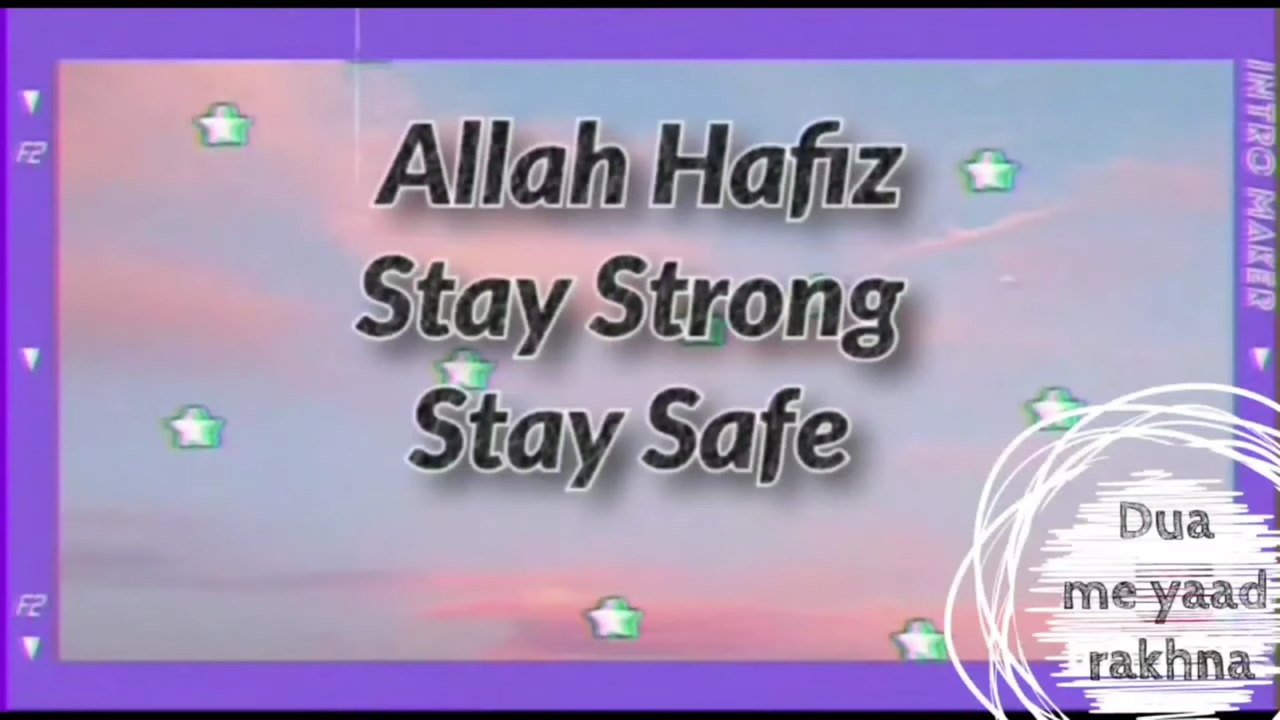 Allah Hafiz
Stay Strong
Stay Safe
Dua
me yaad
rakhna
F2
F2
INTRO MAKER